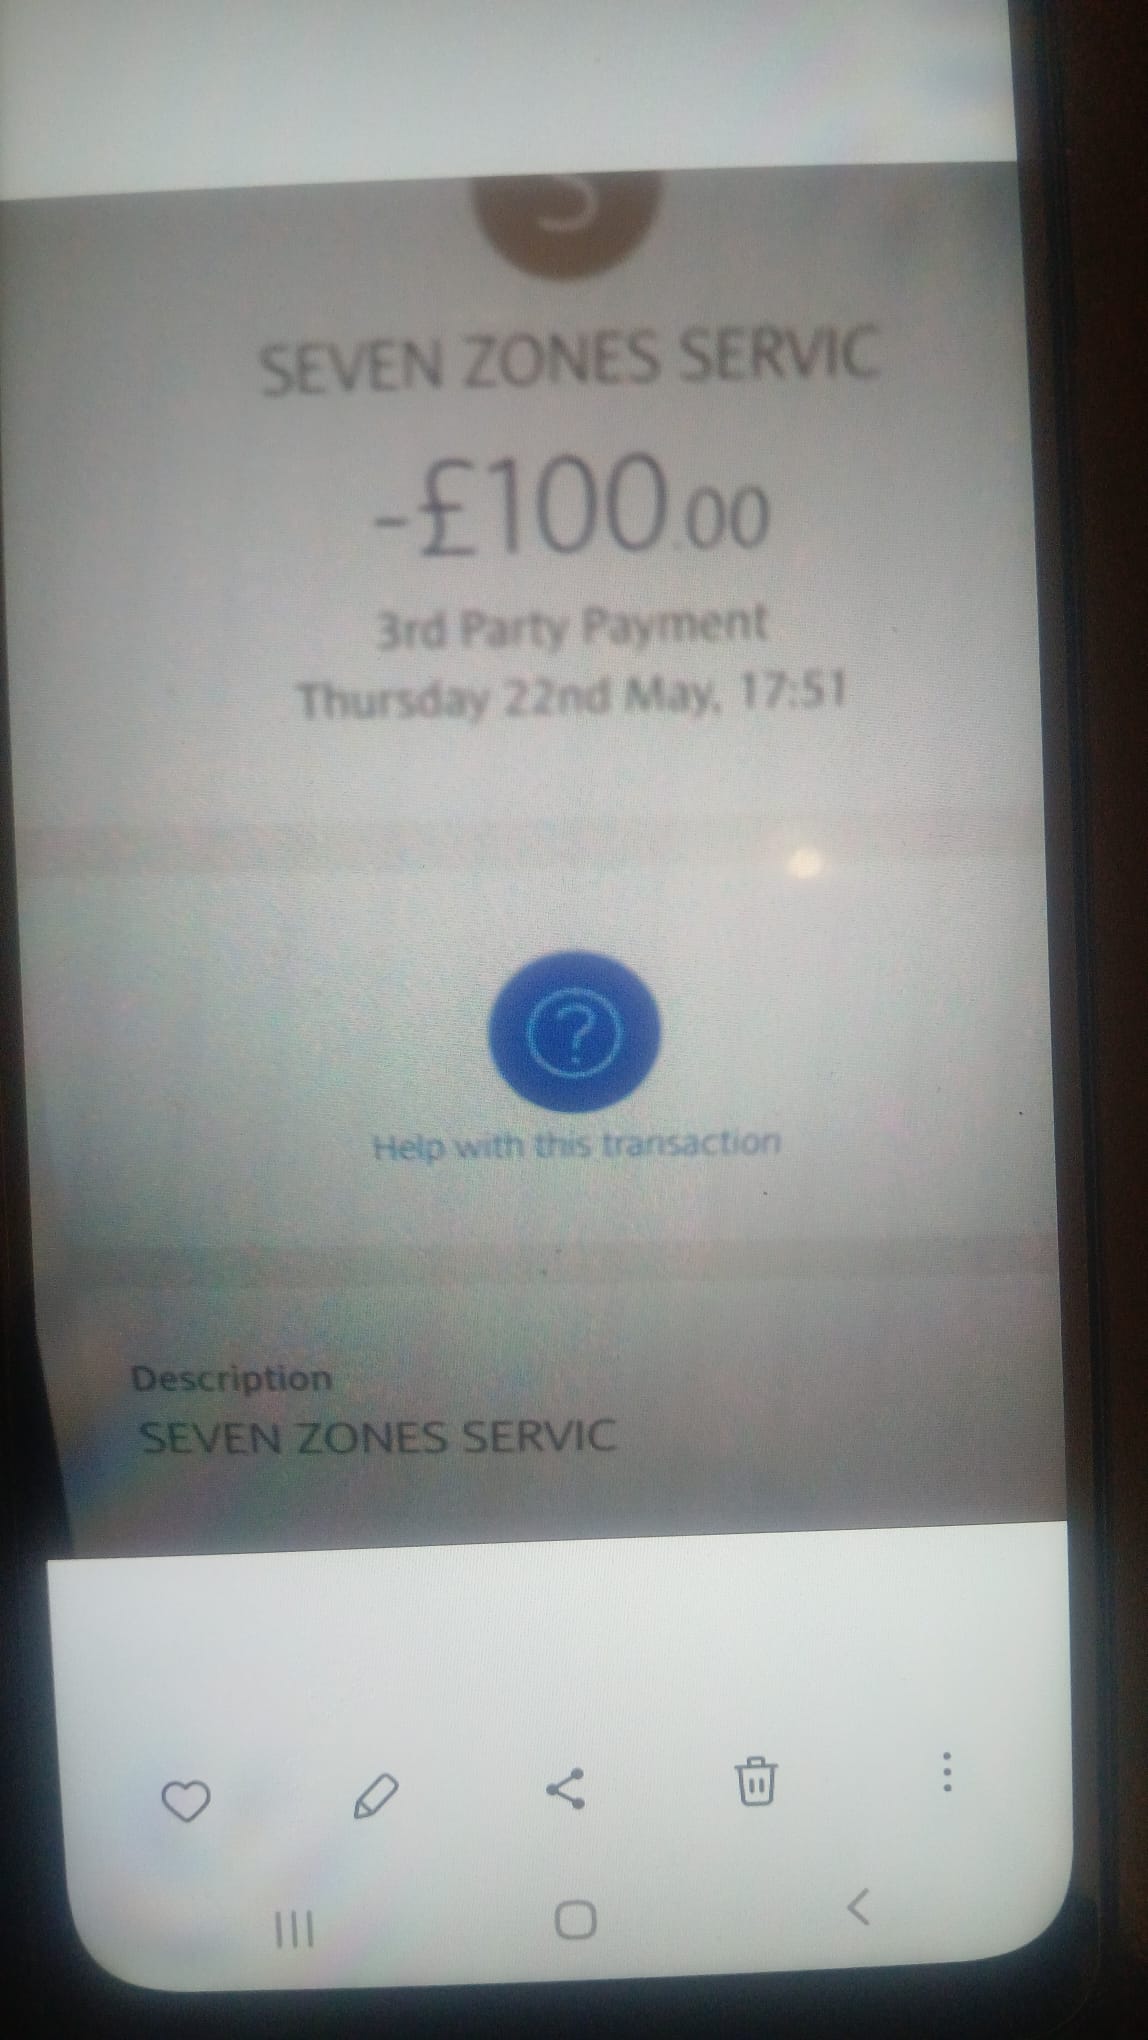 SEVEN ZONES SERVIC
-£100.00
3rd Party Payment
Thursday 22nd May, 17:51
?
Help with this transaction
Description
SEVEN ZONES SERVIC